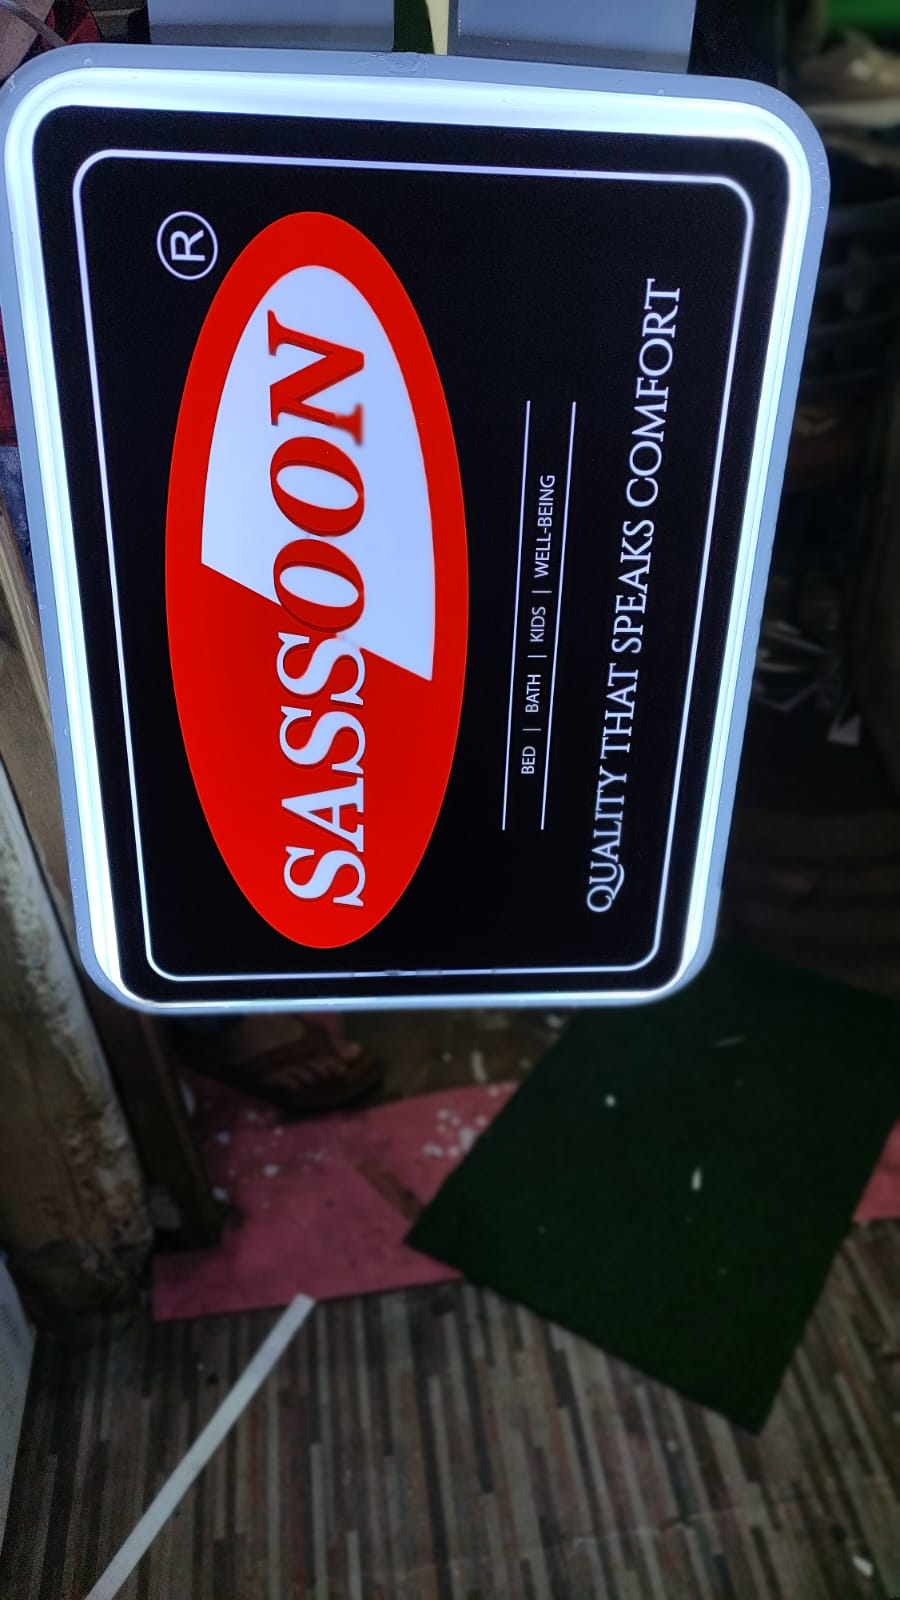 ®
SASSOON
BED | BATH | KIDS | WELL-BEING
QUALITY THAT SPEAKS COMFORT